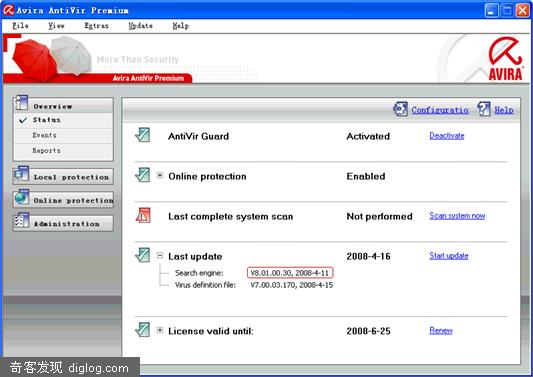 Avira AntiVir Premium
File View Extras Update Help
More Than Security
Avira AntiVir Premium
AVIRA
Overview
Status
Events
Reports
Local protection
Online protection
Administration
Configuratio Help
AntiVir Guard Activated Deactivate
Online protection Enabled
Last complete system scan Not performed Scan system now
Last update 2008-4-16 Start update
Search engine: V8.01.00.30, 2008-4-11
Virus definition file: V7.00.03.170, 2008-4-15
License valid until: 2008-6-25 Renew
奇客发现 diglog.com